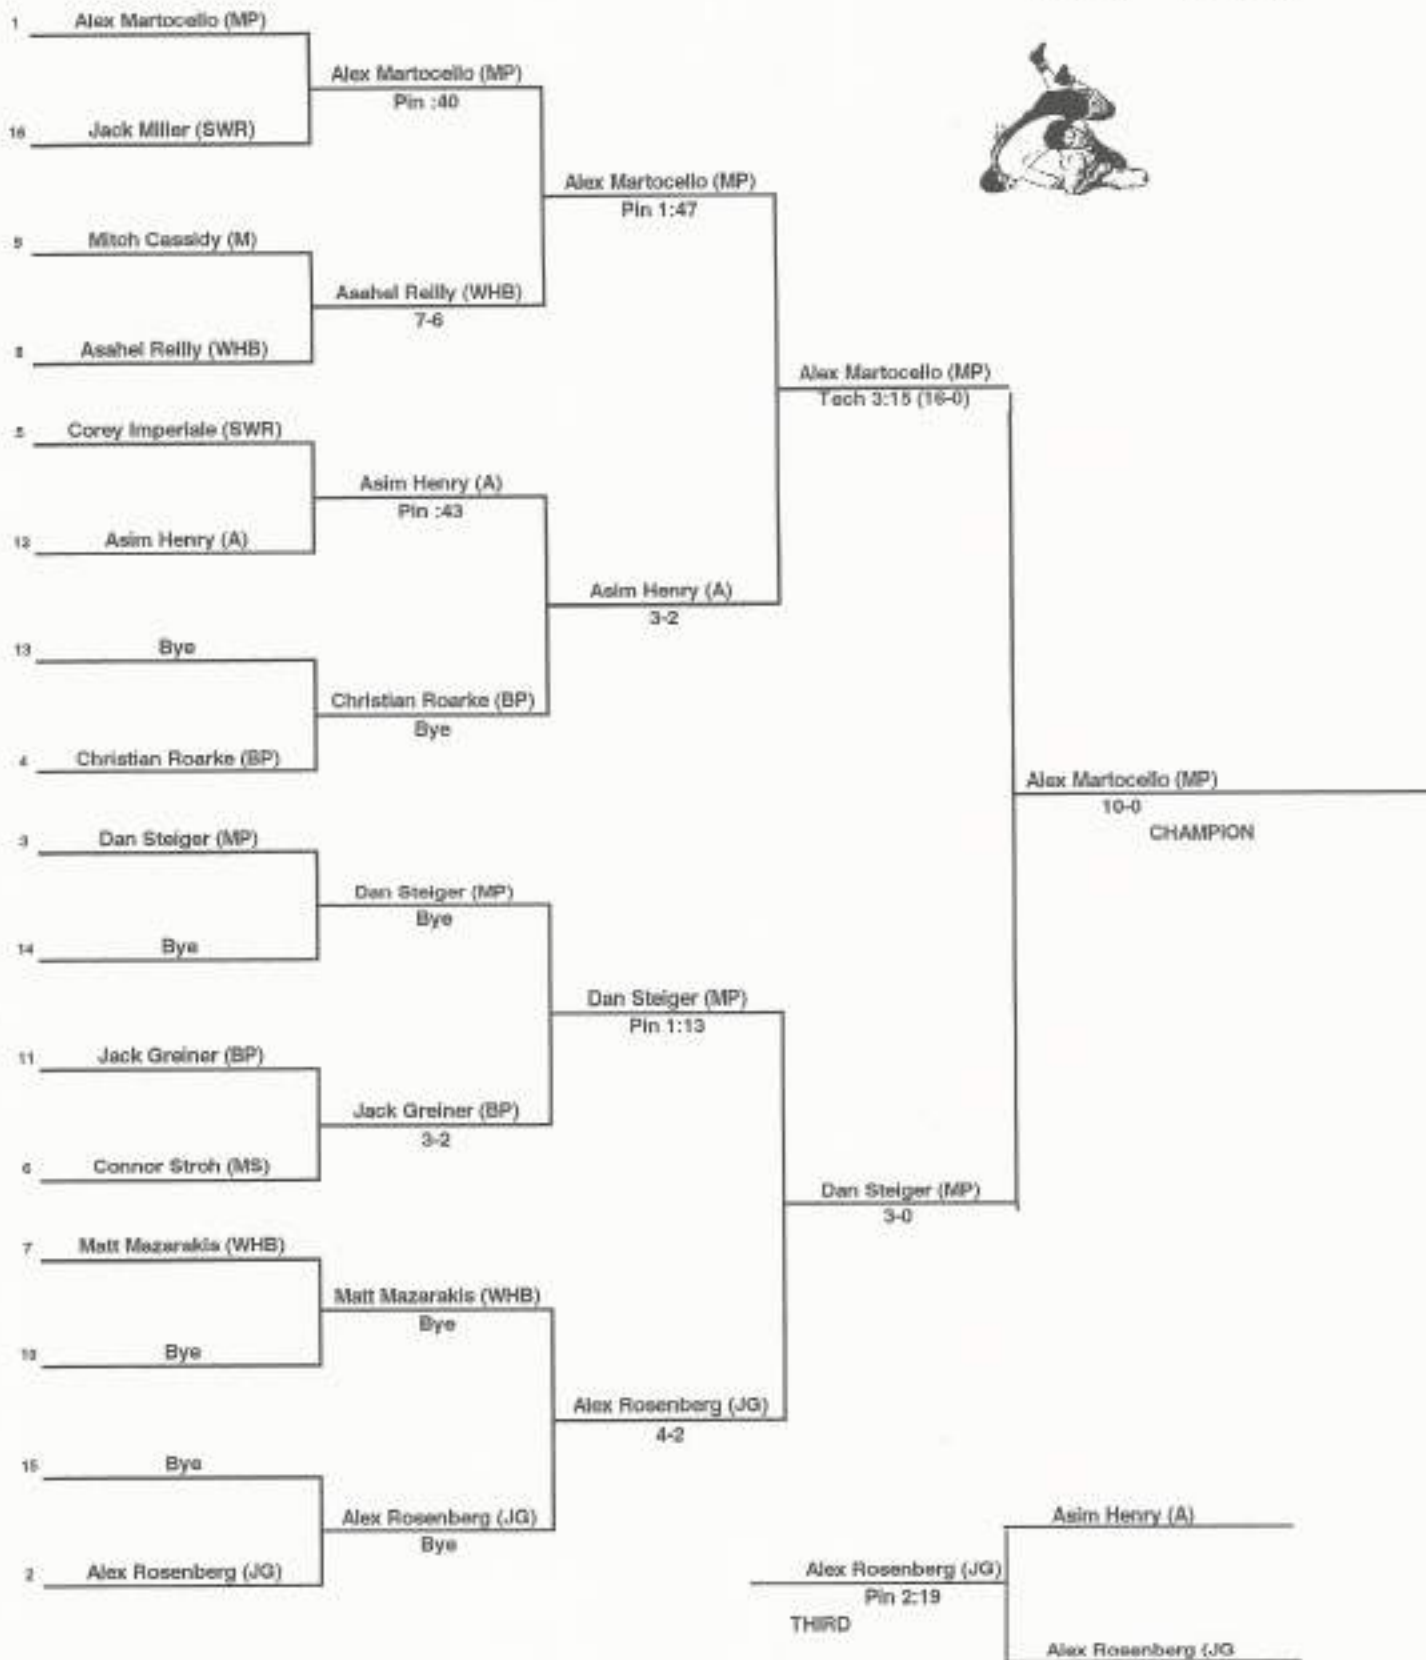 1 Alex Martocello (MP)
Alex Martocello (MP)
Pin :40
16 Jack Miller (SWR)
Alex Martocello (MP)
Pin 1:47
9 Mitch Cassidy (M)
Asahel Reilly (WHB)
7-6
8 Asahel Reilly (WHB)
Alex Martocello (MP)
Tech 3:15 (16-0)
5 Corey Imperiale (SWR)
Asim Henry (A)
Pin :43
12 Asim Henry (A)
Asim Henry (A)
3-2
13 Bye
Christian Roarke (BP)
Bye
4 Christian Roarke (BP)
Alex Martocello (MP)
10-0
CHAMPION
3 Dan Steiger (MP)
Dan Steiger (MP)
Bye
14 Bye
Dan Steiger (MP)
Pin 1:13
11 Jack Greiner (BP)
Jack Greiner (BP)
3-2
6 Connor Stroh (MS)
Dan Steiger (MP)
3-0
7 Matt Mazarakis (WHB)
Matt Mazarakis (WHB)
Bye
10 Bye
Alex Rosenberg (JG)
4-2
15 Bye
Alex Rosenberg (JG)
Bye
2 Alex Rosenberg (JG)
Asim Henry (A)
Alex Rosenberg (JG)
Pin 2:19
THIRD
Alex Rosenberg (JG